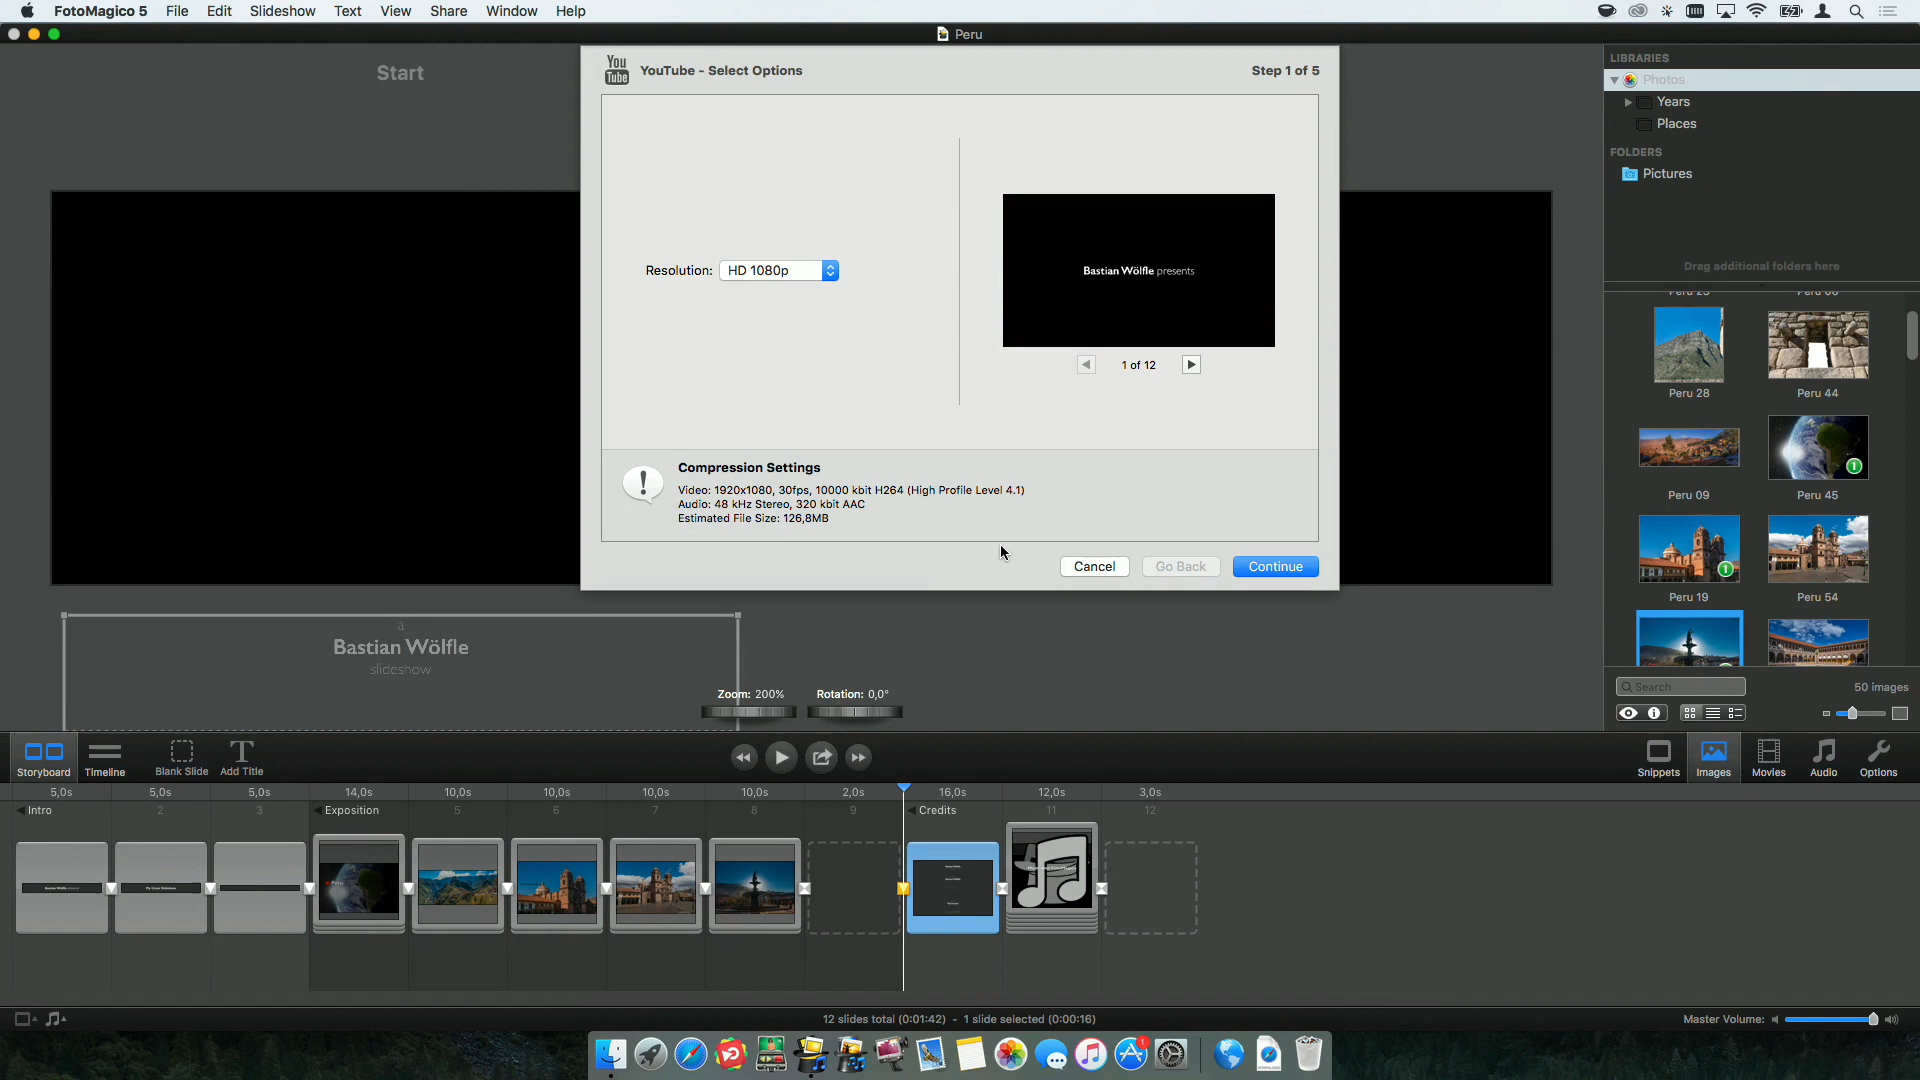 FotoMagico 5 File Edit Slideshow Text View Share Window Help
Peru
Start
You
Tube
YouTube - Select Options
Step 1 of 5
Resolution: HD 1080p
Bastian Wölfle presents
1 of 12
Compression Settings
Video: 1920x1080, 30fps, 10000 kbit H264 (High Profile Level 4.1)
Audio: 48 kHz Stereo, 320 kbit AAC
Estimated File Size: 126,8MB
Cancel
Go Back
Continue
LIBRARIES
Photos
Years
Places
FOLDERS
Pictures
Drag additional folders here
Peru 28
Peru 44
Peru 09
Peru 45
Peru 19
Peru 54
Search
50 images
a
Bastian Wölfle
slideshow
Zoom: 200%
Rotation: 0,0°
Storyboard
Timeline
Blank Slide
Add Title
Snippets
Images
Movies
Audio
Options
5,0s 5,0s 5,0s 14,0s 10,0s 10,0s 10,0s 10,0s 2,0s 16,0s 12,0s 3,0s
Intro 2 3 Exposition 5 6 7 8 9 Credits 11 12
12 slides total (0:01:42) - 1 slide selected (0:00:16)
Master Volume: